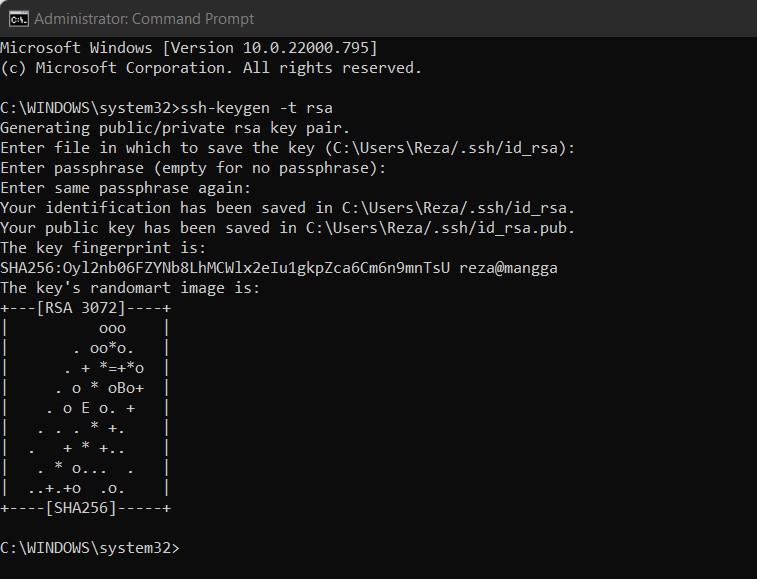 Administrator: Command Prompt
Microsoft Windows [Version 10.0.22000.795]
(c) Microsoft Corporation. All rights reserved.
C:\WINDOWS\system32>ssh-keygen -t rsa
Generating public/private rsa key pair.
Enter file in which to save the key (C:\Users\Reza/.ssh/id_rsa):
Enter passphrase (empty for no passphrase):
Enter same passphrase again:
Your identification has been saved in C:\Users\Reza/.ssh/id_rsa.
Your public key has been saved in C:\Users\Reza/.ssh/id_rsa.pub.
The key fingerprint is:
SHA256:Oyl2nb06FZYNb8LhMCWlx2eIu1gkpZca6Cm6n9mnTsU reza@mangga
The key's randomart image is:
+---[RSA 3072]----+
|          ooo    |
|       . oo*o.   |
|      . + *=+*o  |
|     . o * oBo+  |
|    . o E o. +   |
|   . . . * +.    |
|  .   + * +..    |
|   . * o...  .   |
|  ..+.+o  .o.    |
+----[SHA256]-----+
C:\WINDOWS\system32>